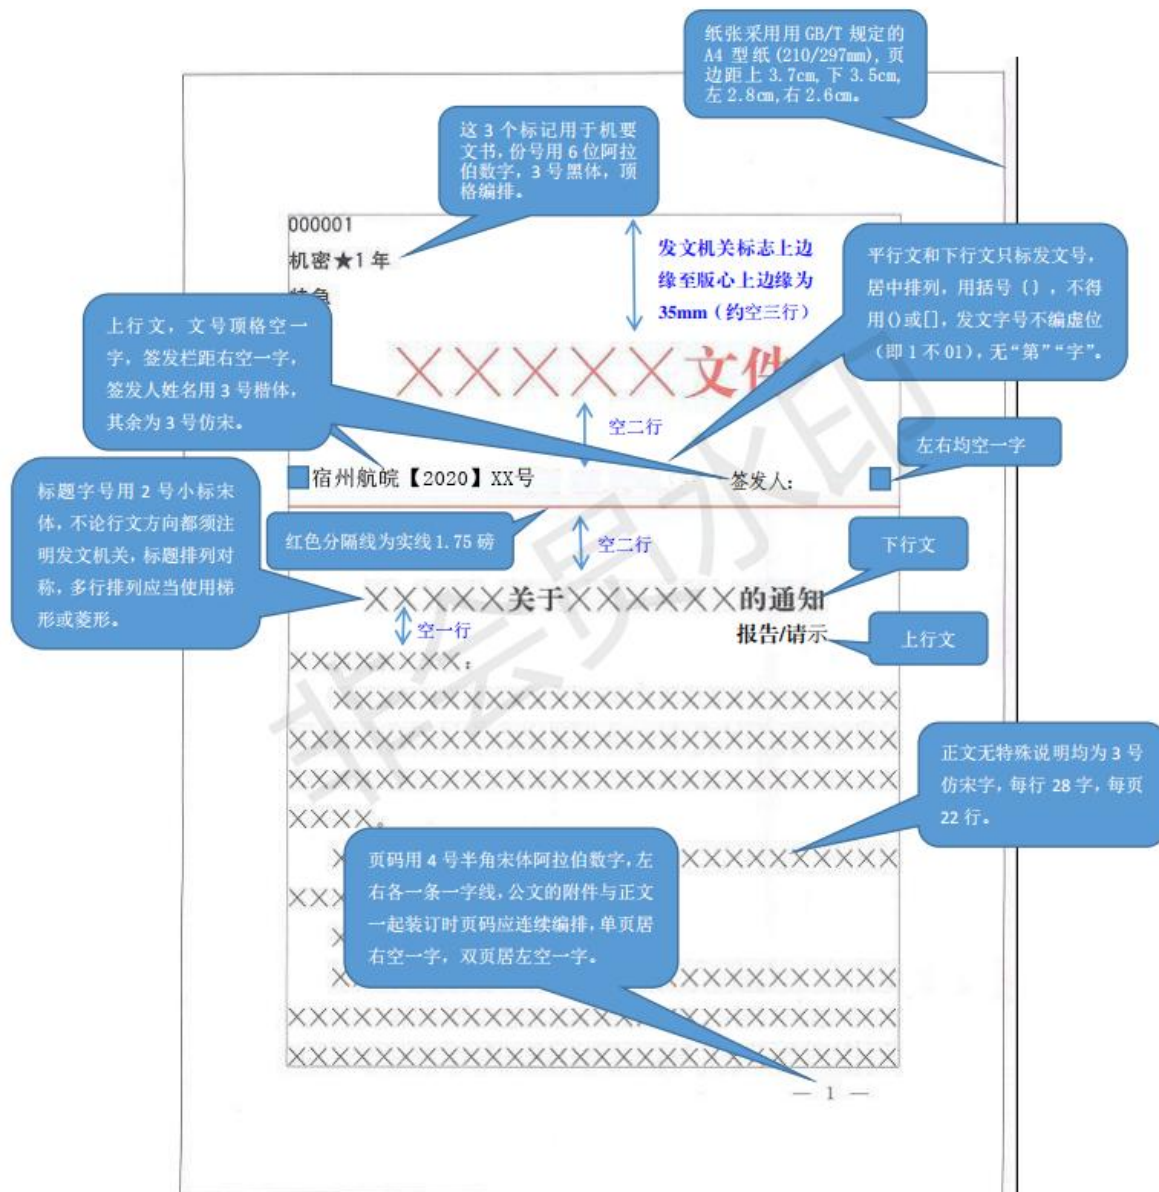 纸张采用用 GB/T 规定的
A4 型纸(210/297mm),页
边距上 3.7cm,下 3.5cm,
左 2.8cm,右 2.6cm。
这 3 个标记用于机要
文书,份号用 6 位阿拉
伯数字，3 号黑体，顶
格编排。
000001
机密★1 年
特急
发文机关标志上边
缘至版心上边缘为
35mm（约空三行）
平行文和下行文只标发文号，
居中排列，用括号〔〕，不得
用()或[]，发文字号不编虚位
（即 1 不 01），无“第”“字”。
上行文，文号顶格空一
字，签发栏距右空一字，
签发人姓名用 3 号楷体，
其余为 3 号仿宋。
×××××文件
空二行
左右均空一字
宿州航皖【2020】XX号
签发人:
标题字号用 2 号小标宋
体，不论行文方向都须注
明发文机关，标题排列对
称，多行排列应当使用梯
形或菱形。
红色分隔线为实线 1.75 磅
空二行
下行文
×××××关于××××××的通知
空一行
报告/请示
上行文
××××××××：
××××××××××××××××××××××××××
××××××××××××××××××××××××××××
××××××××××××××××××××××××××××
××××。
正文无特殊说明均为 3 号
仿宋字，每行 28 字，每页
22 行。
页码用 4 号半角宋体阿拉伯数字，左
右各一条一字线，公文的附件与正文
一起装订时页码应连续编排，单页居
右空一字，双页居左空一字。
××××××××××××××××××××××××××××
××××××××××××××××××××××××××××
— 1 —
非会员水印